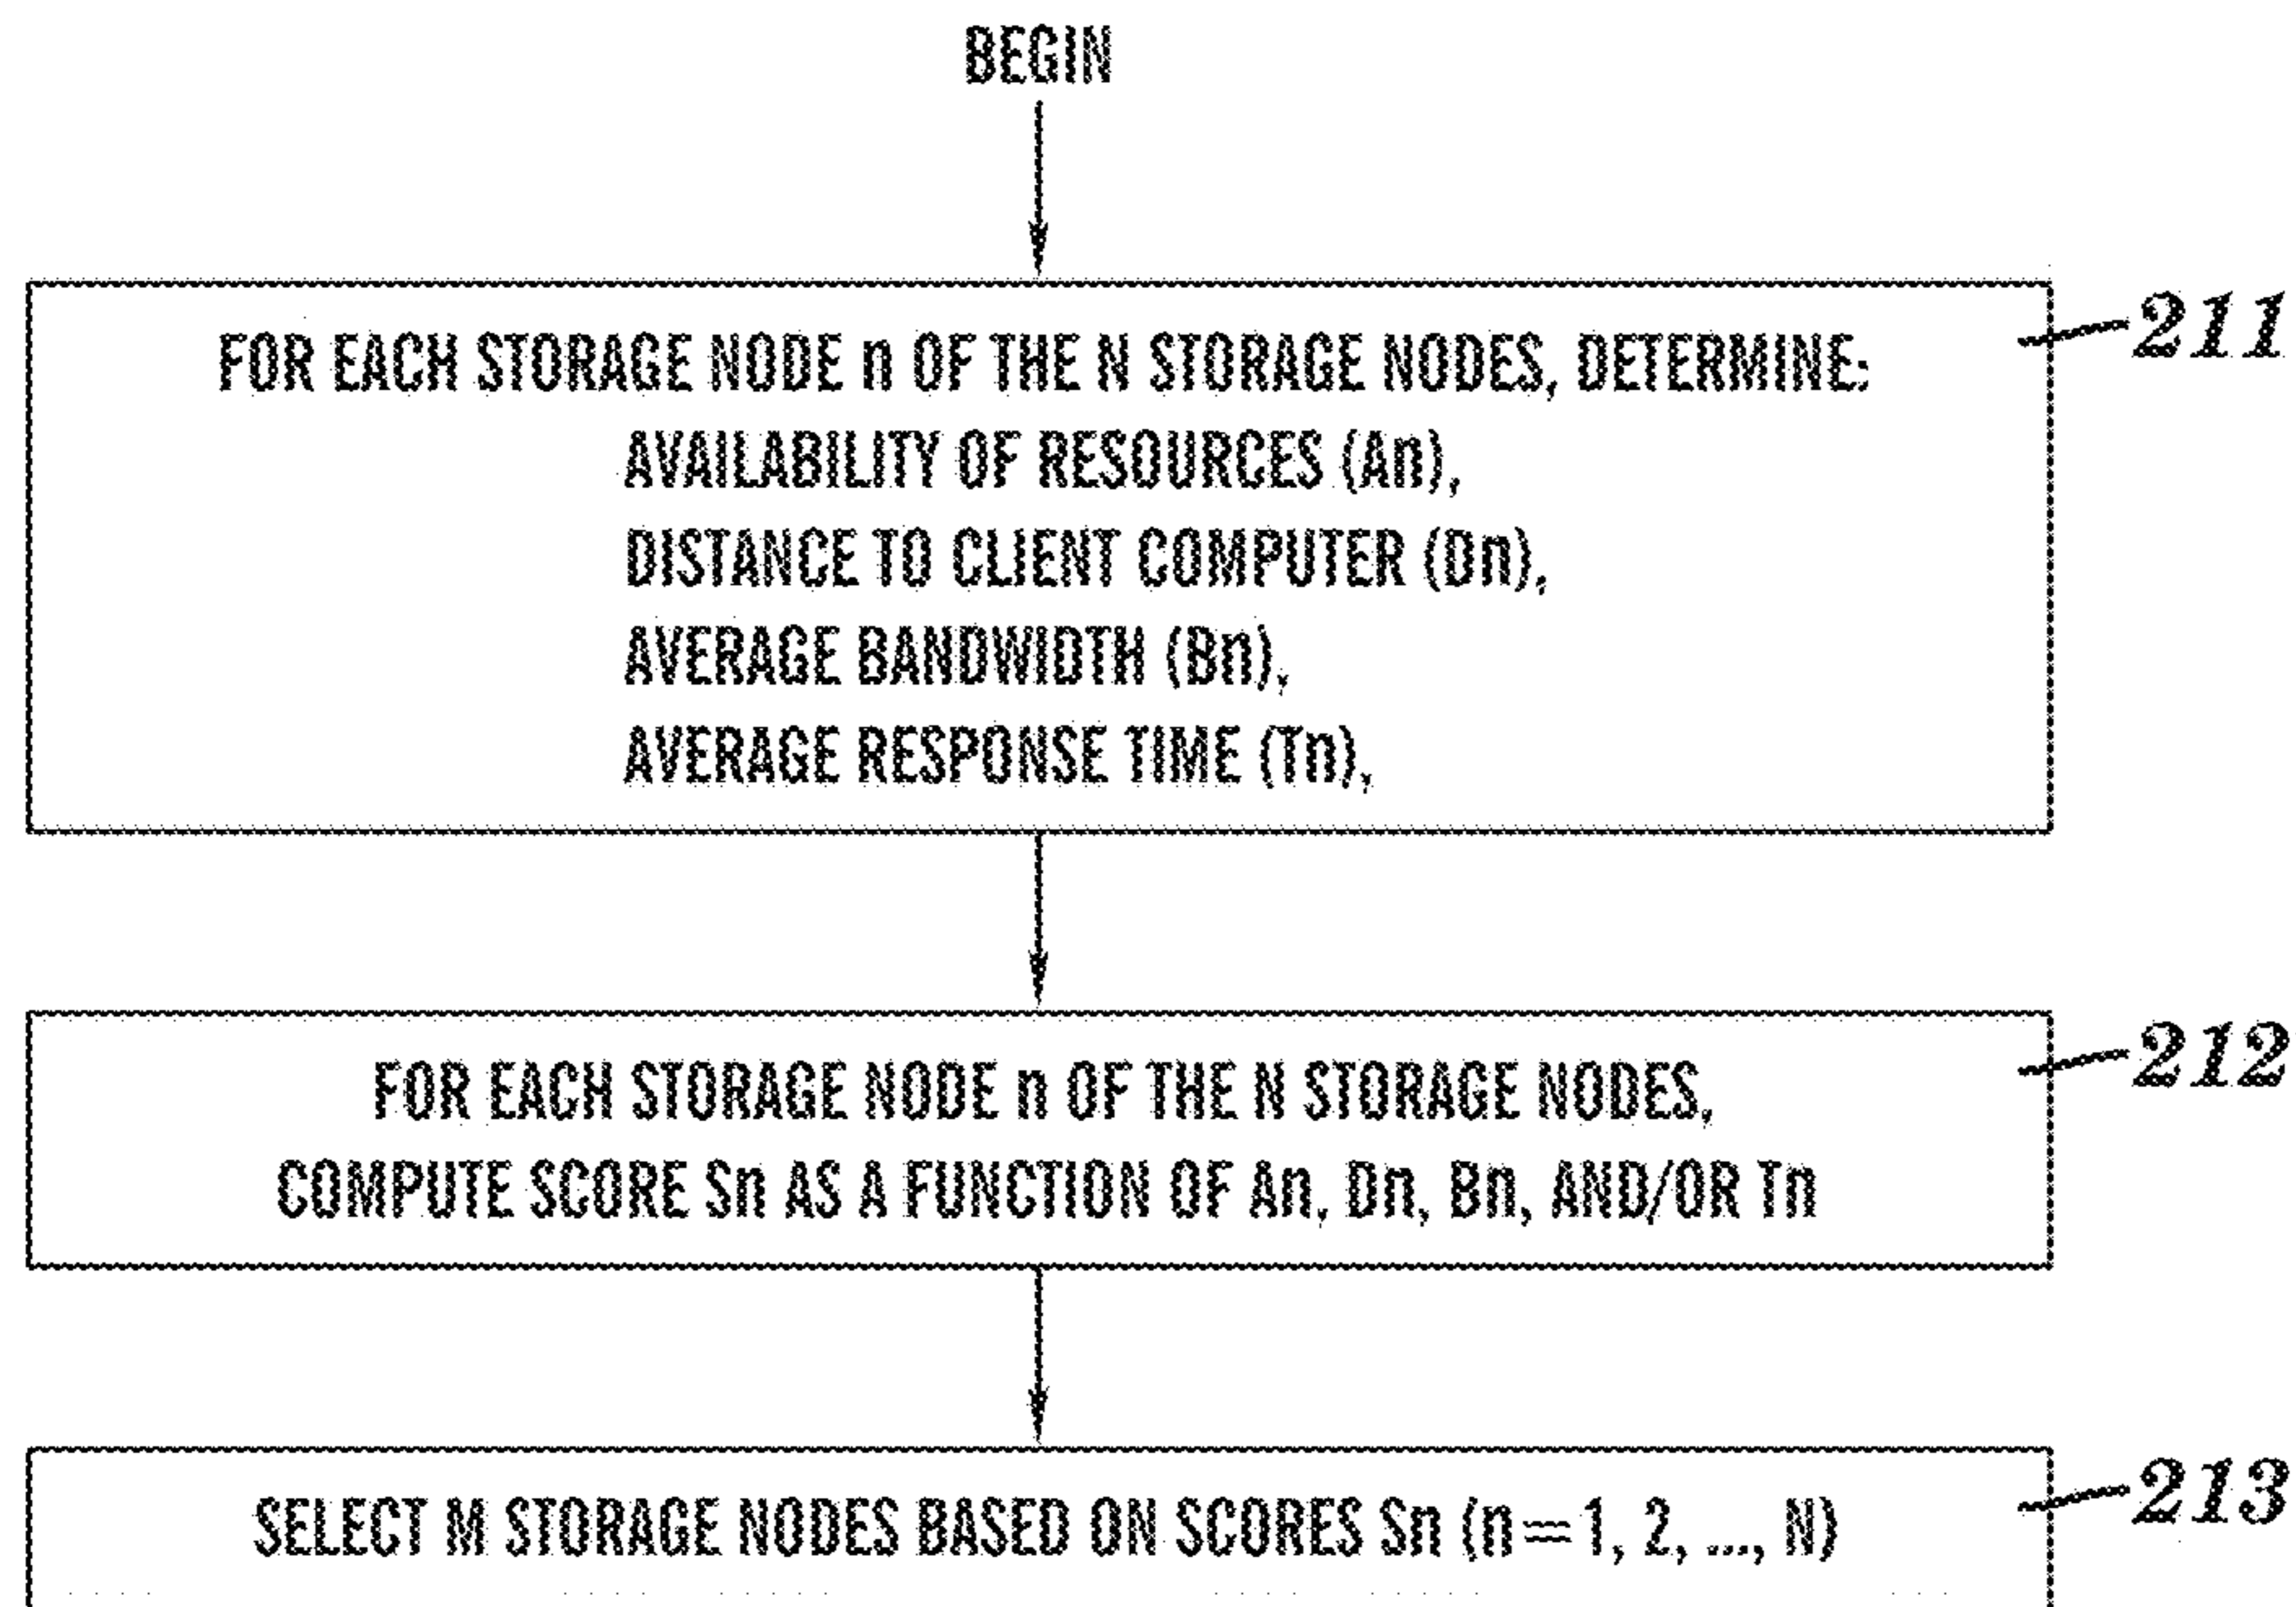 BEGIN
FOR EACH STORAGE NODE n OF THE N STORAGE NODES, DETERMINE: 211
AVAILABILITY OF RESOURCES (An),
DISTANCE TO CLIENT COMPUTER (Dn),
AVERAGE BANDWIDTH (Bn),
AVERAGE RESPONSE TIME (Tn),
FOR EACH STORAGE NODE n OF THE N STORAGE NODES, 212
COMPUTE SCORE Sn AS A FUNCTION OF An, Dn, Bn, AND/OR Tn
SELECT M STORAGE NODES BASED ON SCORES Sn (n=1, 2, ..., N) 213